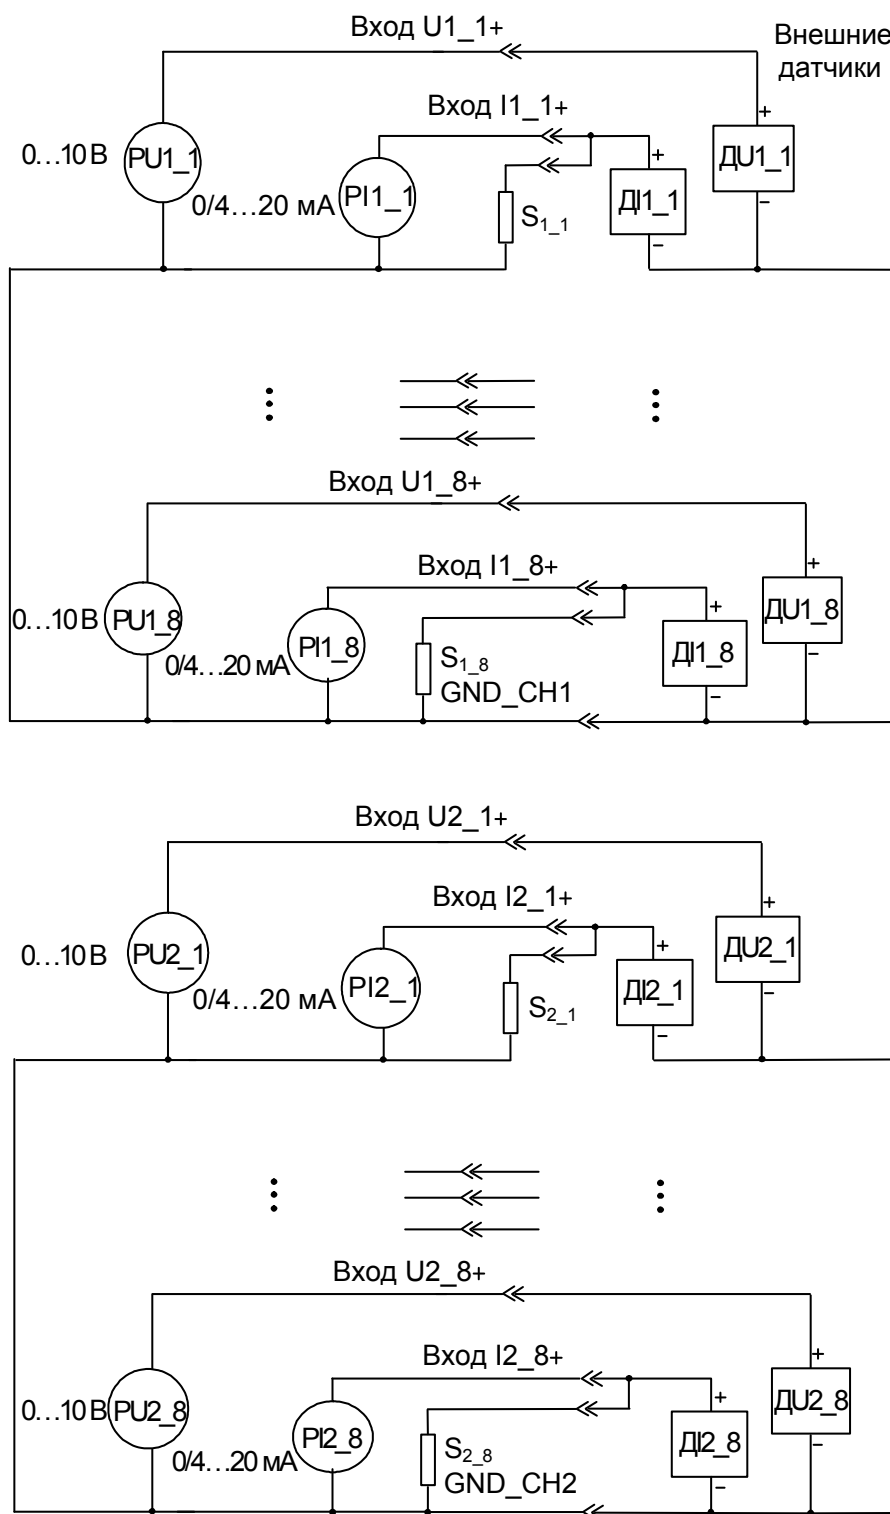 Вход U1_1+
Внешние
датчики
Вход I1_1+
+
0…10 В
PU1_1
ДU1_1
+
0/4…20 мА
PI1_1
S1_1
ДI1_1
−
−
Вход U1_8+
+
Вход I1_8+
0…10 В
PU1_8
ДU1_8
+
0/4…20 мА
PI1_8
S1_8
GND_CH1
ДI1_8
−
−
Вход U2_1+
+
Вход I2_1+
0…10 В
PU2_1
ДU2_1
+
0/4…20 мА
PI2_1
S2_1
ДI2_1
−
−
Вход U2_8+
+
Вход I2_8+
0…10 В
PU2_8
ДU2_8
+
0/4…20 мА
PI2_8
S2_8
GND_CH2
ДI2_8
−
−